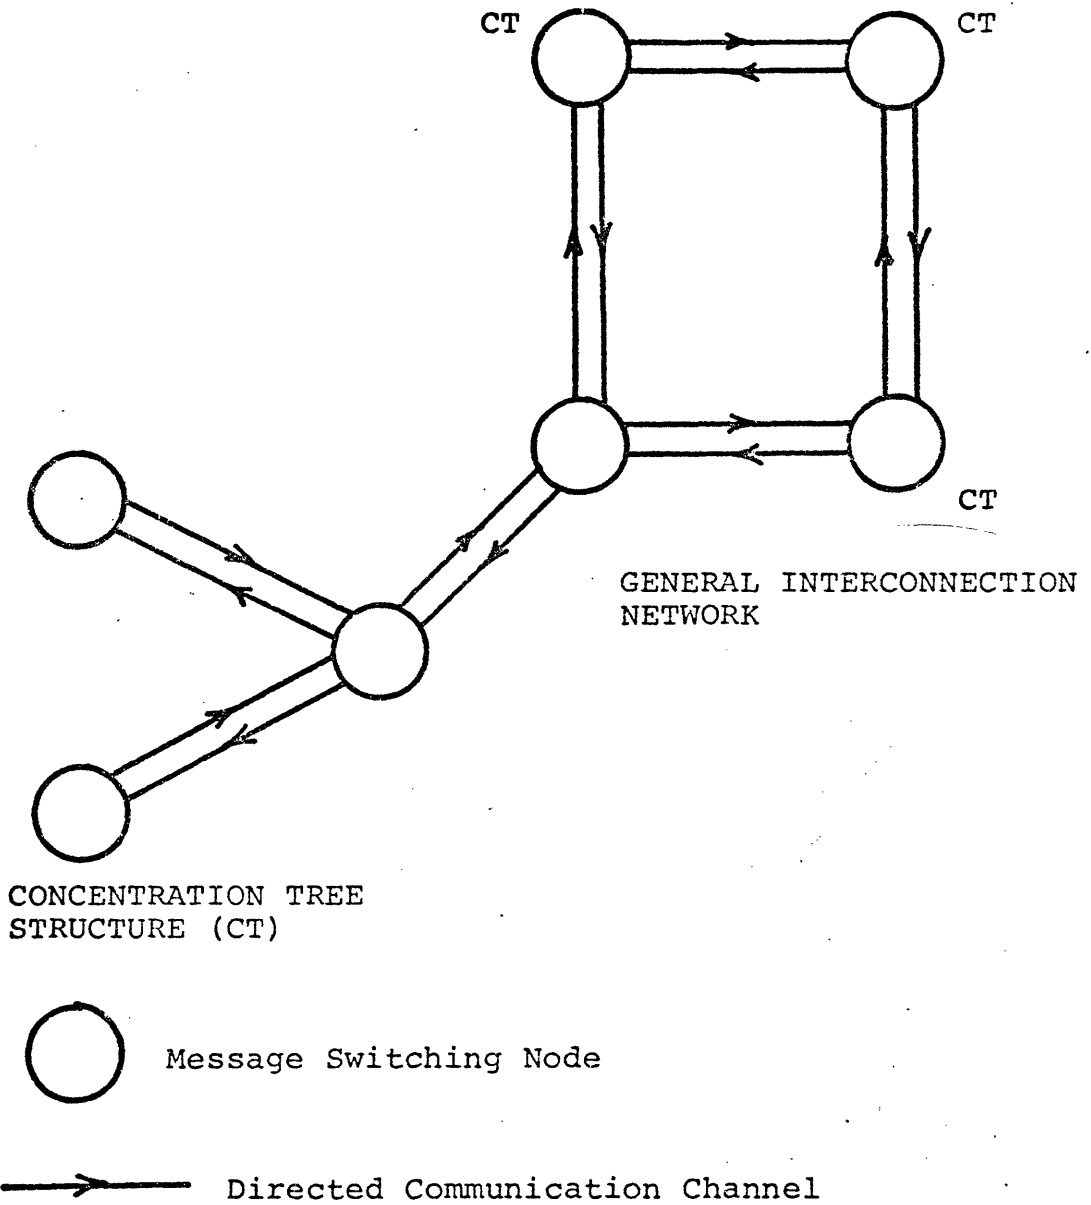 CT
CT
CT
GENERAL INTERCONNECTION
NETWORK
CONCENTRATION TREE
STRUCTURE (CT)
Message Switching Node
Directed Communication Channel